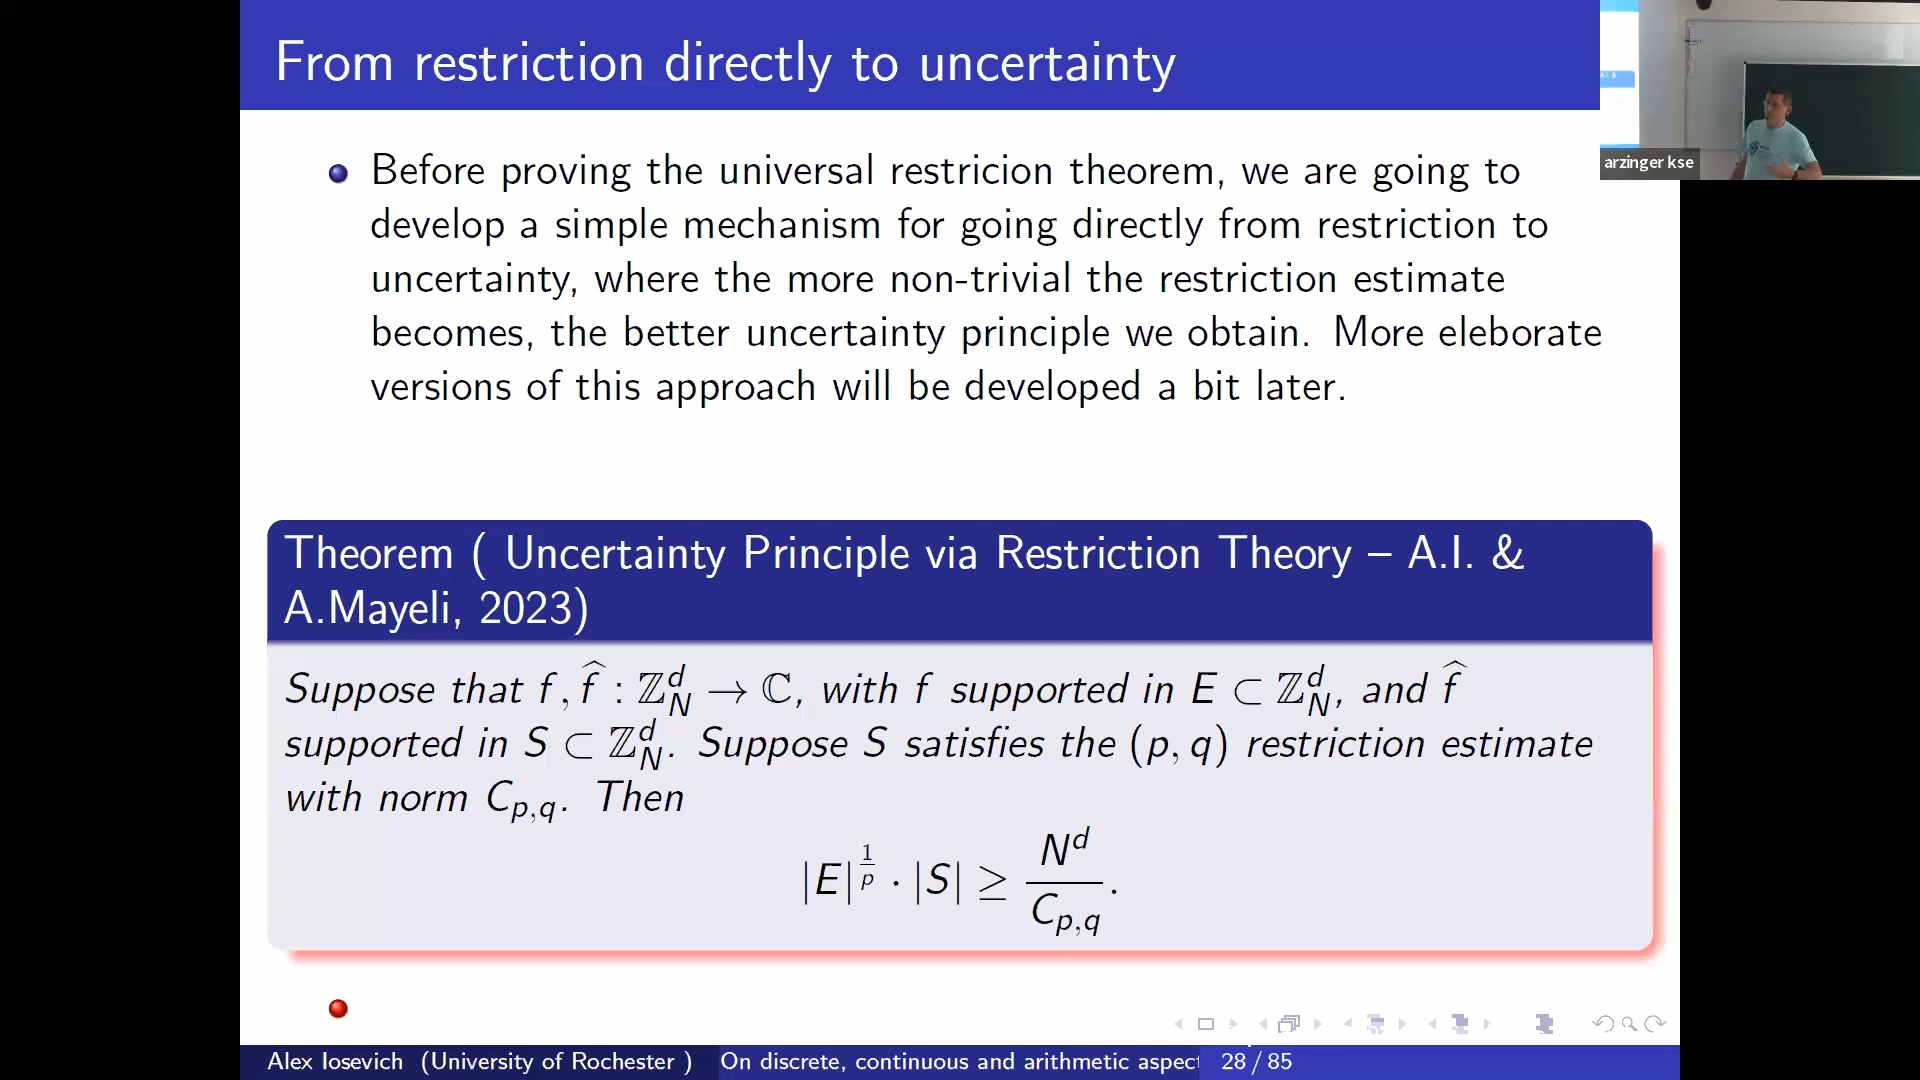 From restriction directly to uncertainty
arzinger kse
Before proving the universal restricion theorem, we are going to
develop a simple mechanism for going directly from restriction to
uncertainty, where the more non-trivial the restriction estimate
becomes, the better uncertainty principle we obtain. More eleborate
versions of this approach will be developed a bit later.
Theorem ( Uncertainty Principle via Restriction Theory – A.I. &
A.Mayeli, 2023)
Suppose that f, \widehat{f} : ℤ_N^d → ℂ, with f supported in E ⊂ ℤ_N^d, and \widehat{f}
supported in S ⊂ ℤ_N^d. Suppose S satisfies the (p, q) restriction estimate
with norm C_{p,q}. Then
|E|^{\frac{1}{p}} · |S| ≥ \frac{N^d}{C_{p,q}}.
Alex Iosevich (University of Rochester ) On discrete, continuous and arithmetic aspect 28 / 85